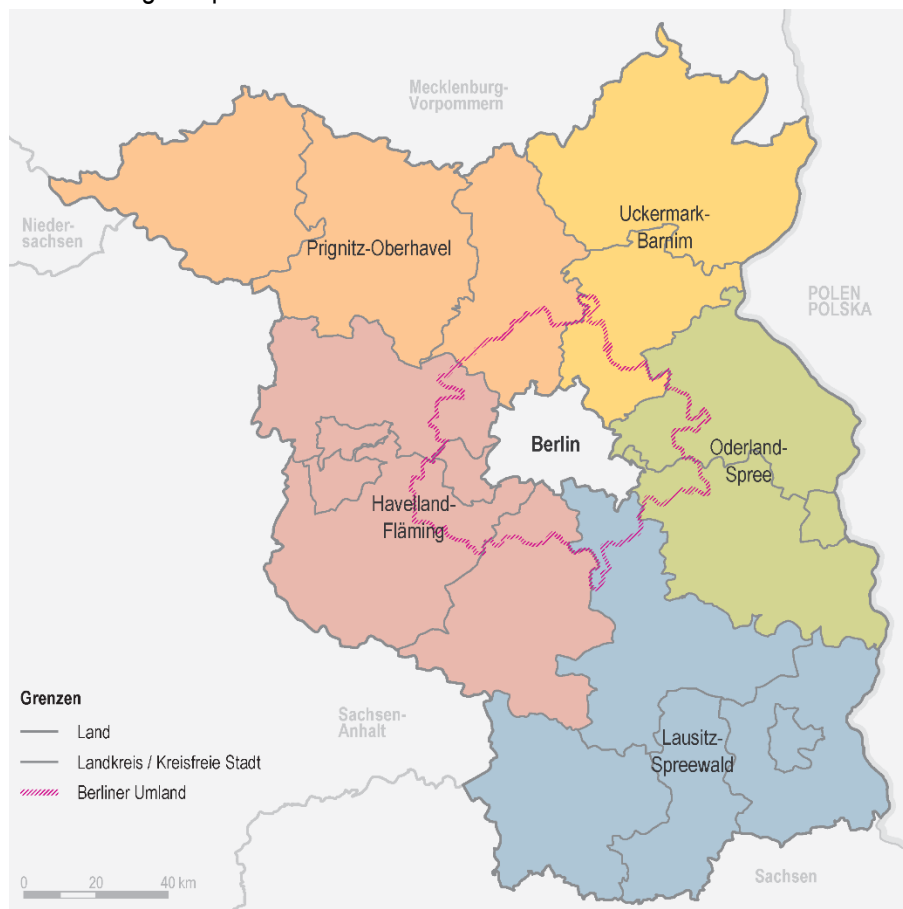 Mecklenburg-
Vorpommern
Nieder-
sachsen
Prignitz-Oberhavel
Uckermark-
Barnim
POLEN
POLSKA
Berlin
Oderland-
Spree
Havelland-
Fläming
Grenzen
Land
Landkreis / Kreisfreie Stadt
Berliner Umland
Sachsen-
Anhalt
Lausitz-
Spreewald
Sachsen
0 20 40 km